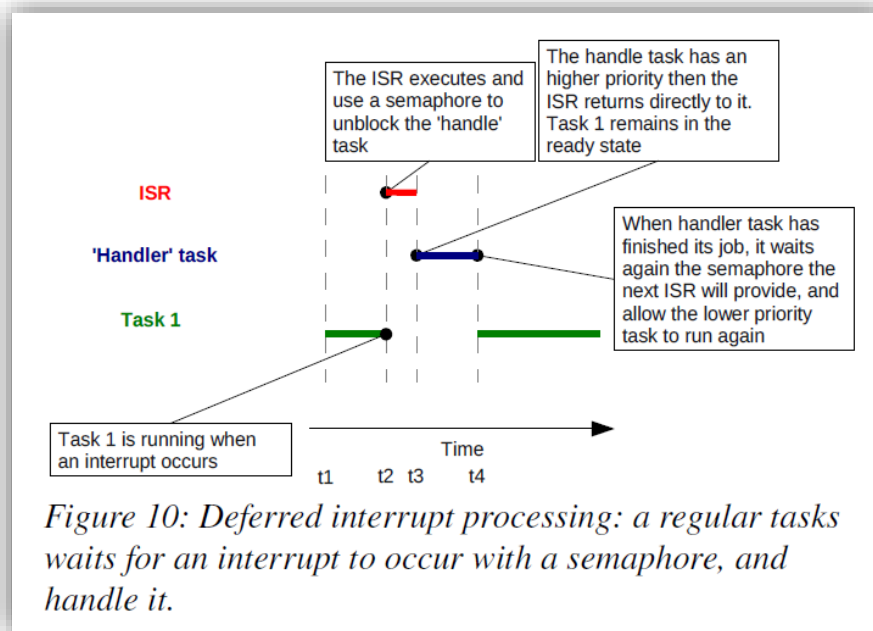 The ISR executes and
use a semaphore to
unblock the 'handle'
task
The handle task has an
higher priority then the
ISR returns directly to it.
Task 1 remains in the
ready state
ISR
'Handler' task
Task 1
When handler task has
finished its job, it waits
again the semaphore the
next ISR will provide, and
allow the lower priority
task to run again
Task 1 is running when
an interrupt occurs
Time
t1 t2 t3 t4
Figure 10: Deferred interrupt processing: a regular tasks
waits for an interrupt to occur with a semaphore, and
handle it.